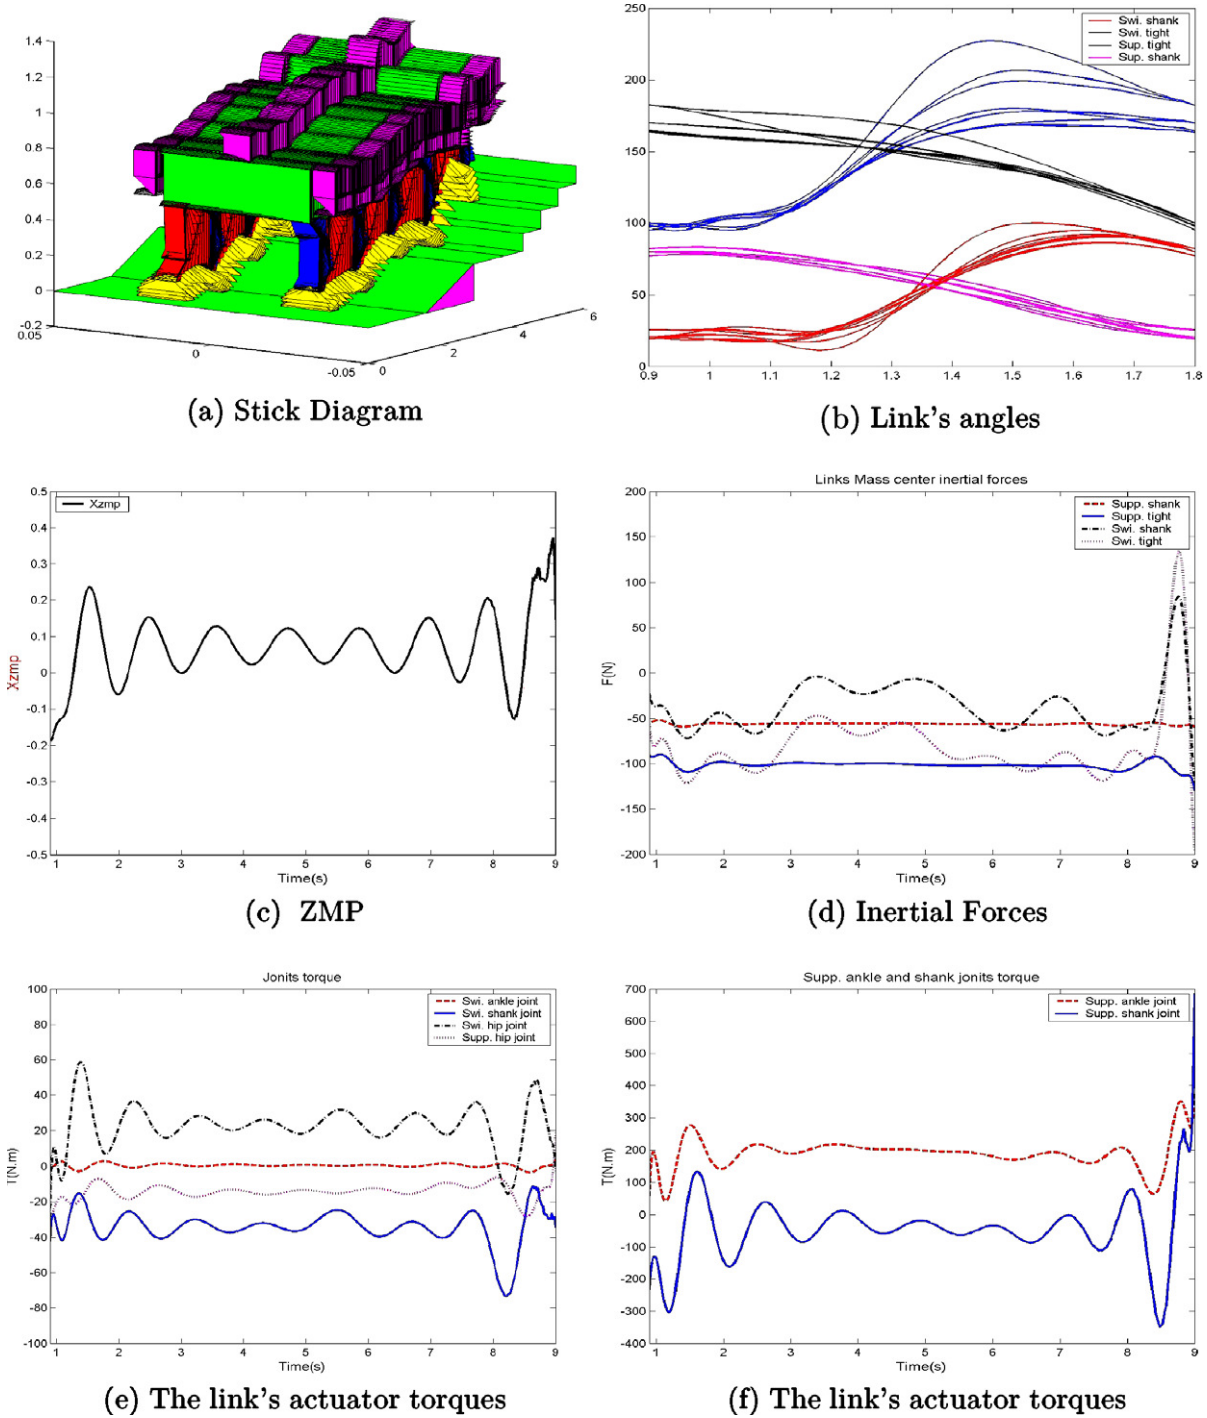 1.4
1.2
1
0.8
0.6
0.4
0.2
0
-0.2
0.05
0
-0.05
0
2
4
6
(a) Stick Diagram
250
200
150
100
50
0
0.9 1 1.1 1.2 1.3 1.4 1.5 1.6 1.7 1.8
Swi. shank
Swi. tight
Sup. tight
Sup. shank
(b) Link's angles
0.5
0.4
0.3
0.2
0.1
0
-0.1
-0.2
-0.3
-0.4
-0.5
Xzmp
Xzmp
1 2 3 4 5 6 7 8 9
Time(s)
(c) ZMP
Links Mass center inertial forces
200
150
100
50
0
-50
-100
-150
-200
F(N)
Supp. shank
Supp. tight
Swi. shank
Swi. tight
1 2 3 4 5 6 7 8 9
Time(s)
(d) Inertial Forces
Jonits torque
100
80
60
40
20
0
-20
-40
-60
-80
-100
T(N.m)
Swi. ankle joint
Swi. shank joint
Swi. hip joint
Supp. hip joint
1 2 3 4 5 6 7 8 9
Time(s)
(e) The link's actuator torques
Supp. ankle and shank jonits torque
700
600
500
400
300
200
100
0
-100
-200
-300
-400
T(N.m)
Supp. ankle joint
Supp. shank joint
1 2 3 4 5 6 7 8 9
Time(s)
(f) The link's actuator torques